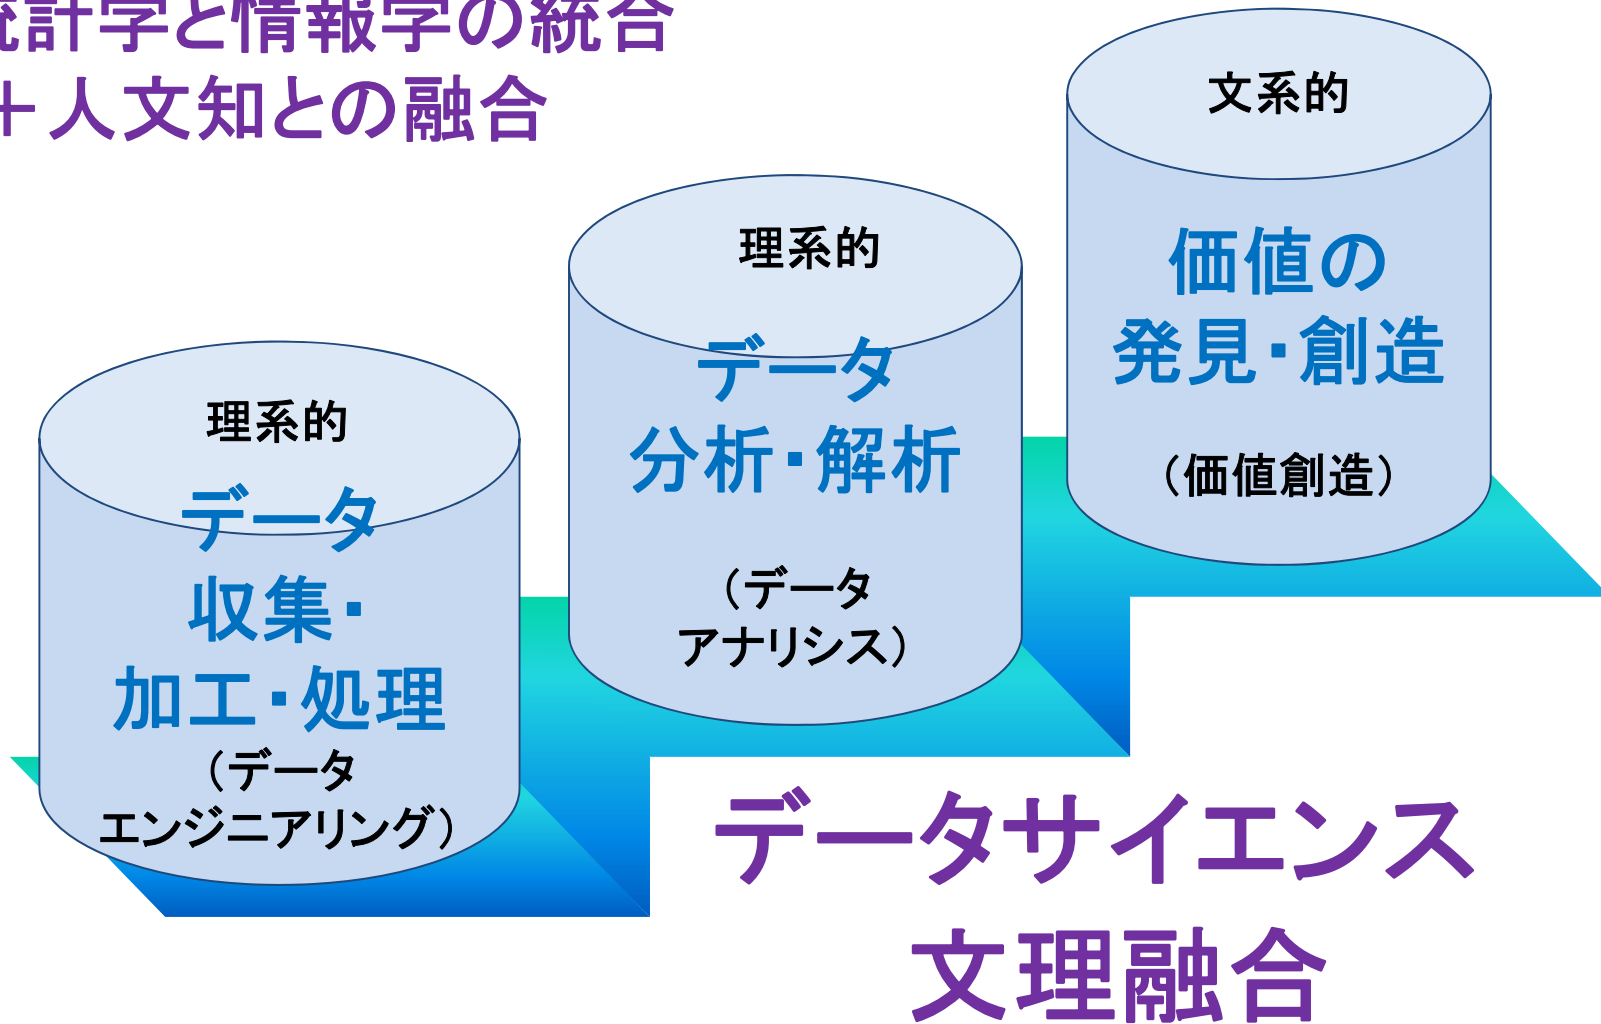 統計学と情報学の統合
＋人文知との融合
理系的
データ
収集・
加工・処理
（データ
エンジニアリング）
理系的
データ
分析・解析
（データ
アナリシス）
文系的
価値の
発見・創造
（価値創造）
データサイエンス
文理融合